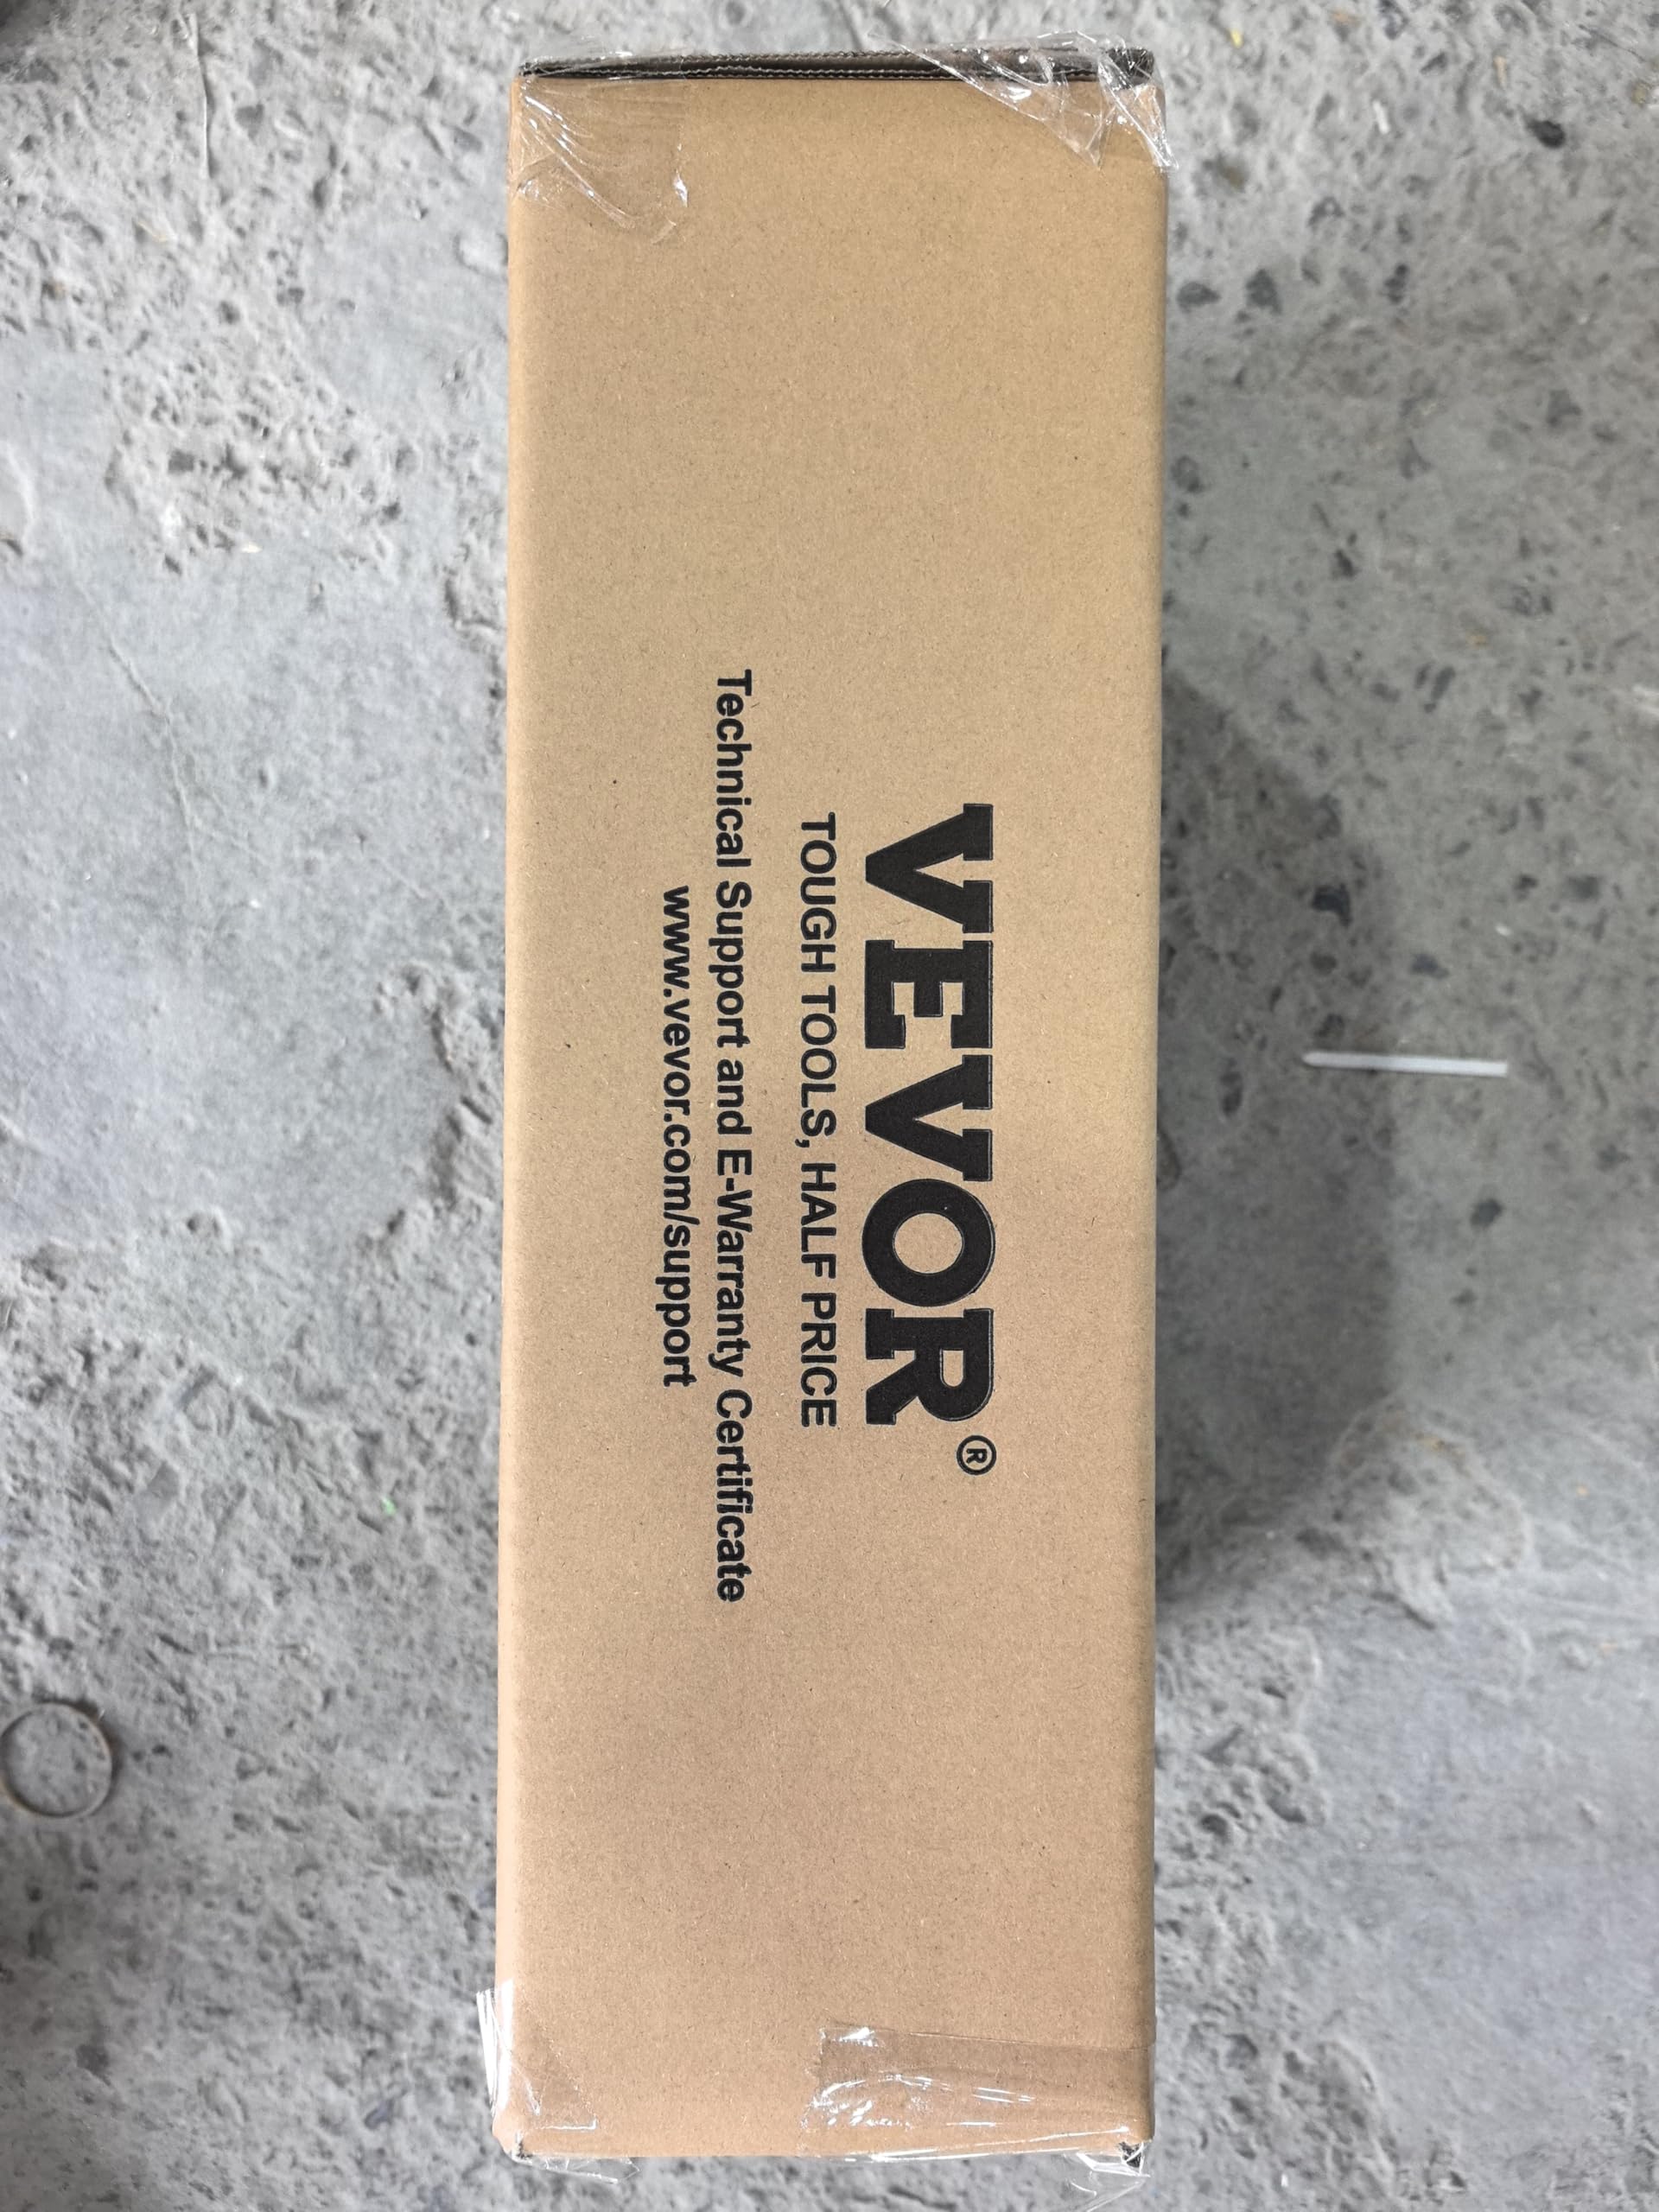 VEVOR®
TOUGH TOOLS, HALF PRICE
Technical Support and E-Warranty Certificate
www.vevor.com/support